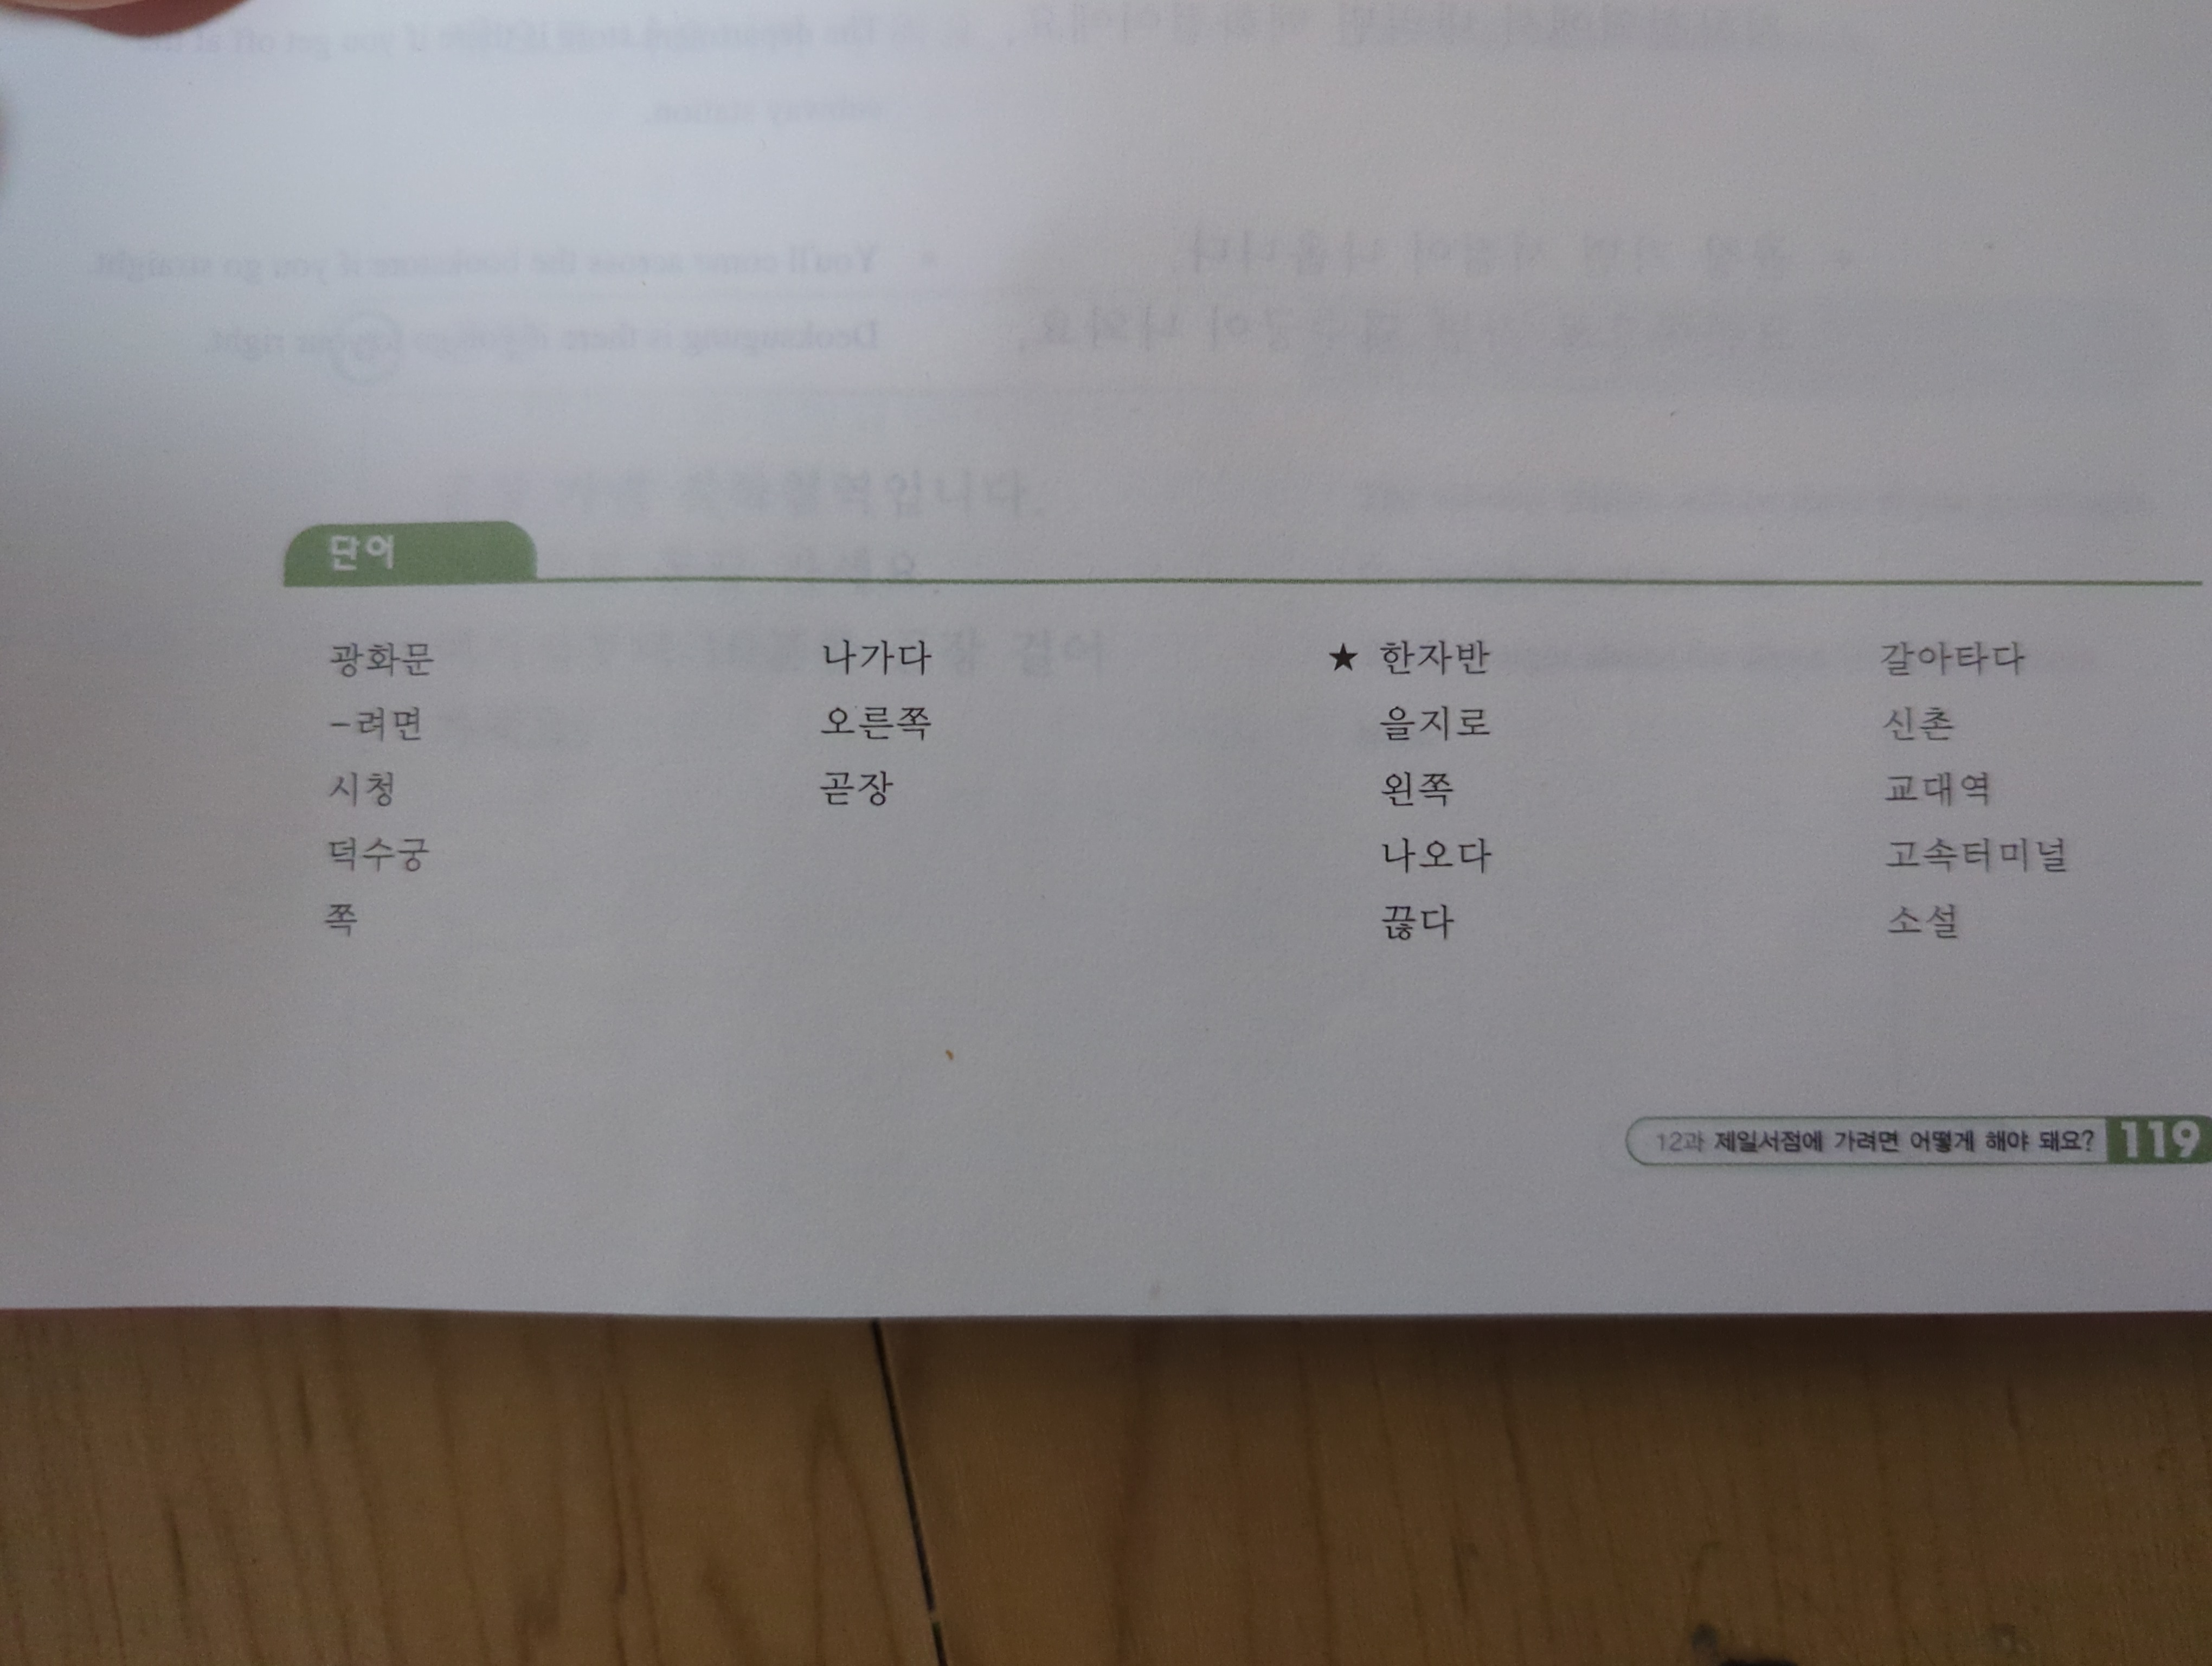 단어
광화문 나가다 ★ 한자반 갈아타다
-려면 오른쪽 을지로 신촌
시청 곧장 왼쪽 교대역
덕수궁 나오다 고속터미널
쪽 끊다 소설
12과 제일서점에 가려면 어떻게 해야 돼요? 119